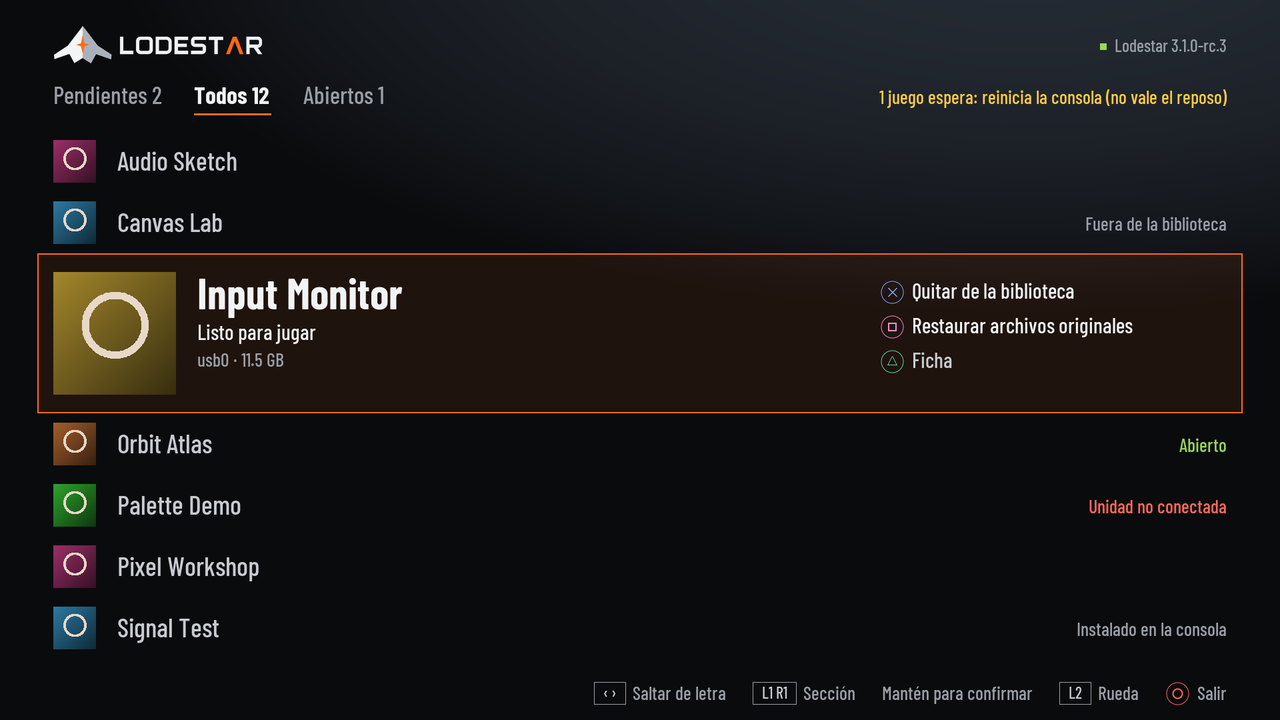 LODESTAR
Lodestar 3.1.0-rc.3
Pendientes 2
Todos 12
Abiertos 1
1 juego espera: reinicia la consola (no vale el reposo)
Audio Sketch
Canvas Lab
Fuera de la biblioteca
Input Monitor
Listo para jugar
usb0 · 11.5 GB
Quitar de la biblioteca
Restaurar archivos originales
Ficha
Orbit Atlas
Abierto
Palette Demo
Unidad no conectada
Pixel Workshop
Signal Test
Instalado en la consola
‹ › Saltar de letra
L1 R1 Sección
Mantén para confirmar
L2 Rueda
Salir